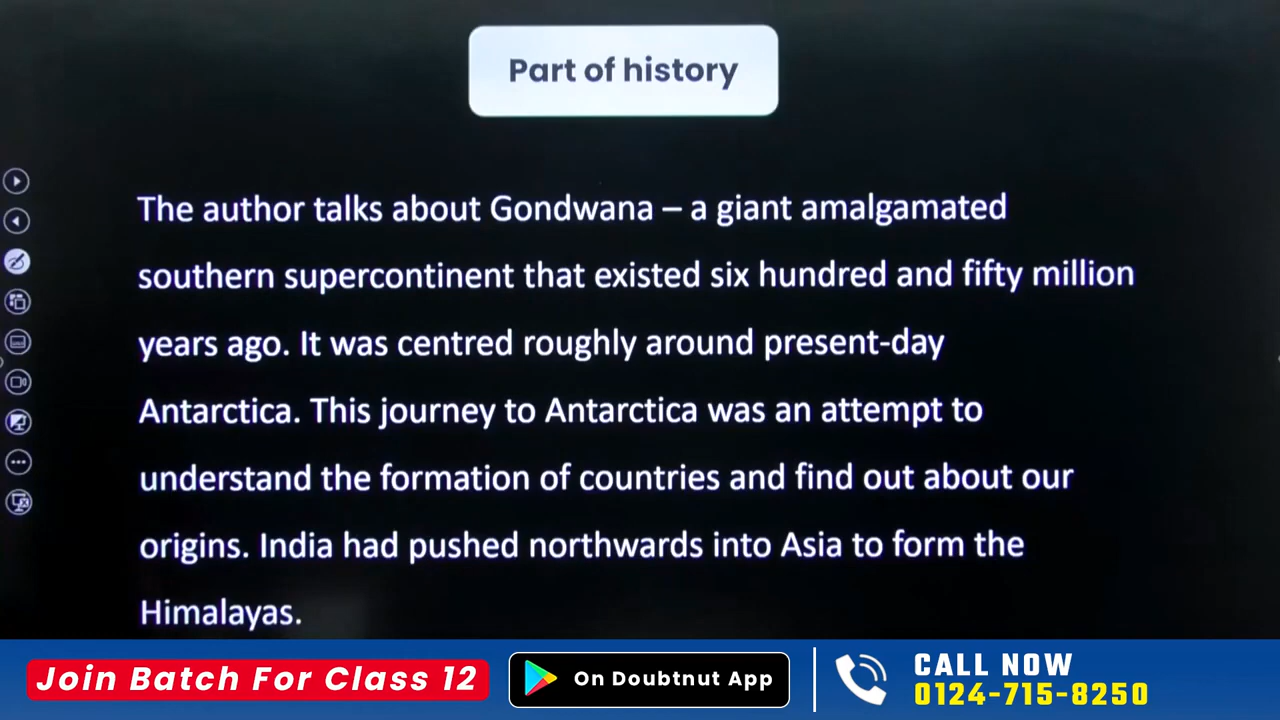 Part of history
The author talks about Gondwana – a giant amalgamated
southern supercontinent that existed six hundred and fifty million
years ago. It was centred roughly around present-day
Antarctica. This journey to Antarctica was an attempt to
understand the formation of countries and find out about our
origins. India had pushed northwards into Asia to form the
Himalayas.
Join Batch For Class 12
On Doubtnut App
CALL NOW
0124-715-8250